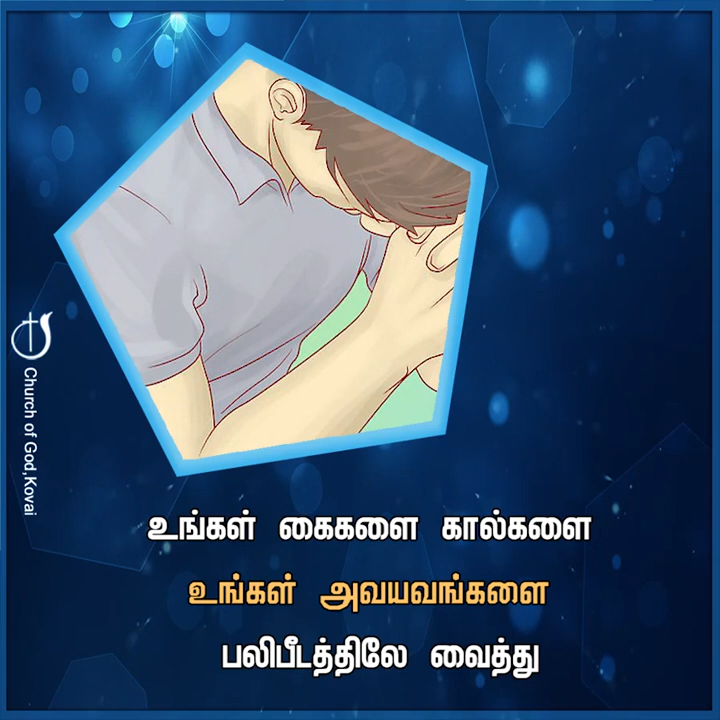 Church of God,Kovai
உங்கள் கைகளை கால்களை
உங்கள் அவயவங்களை
பலிபீடத்திலே வைத்து